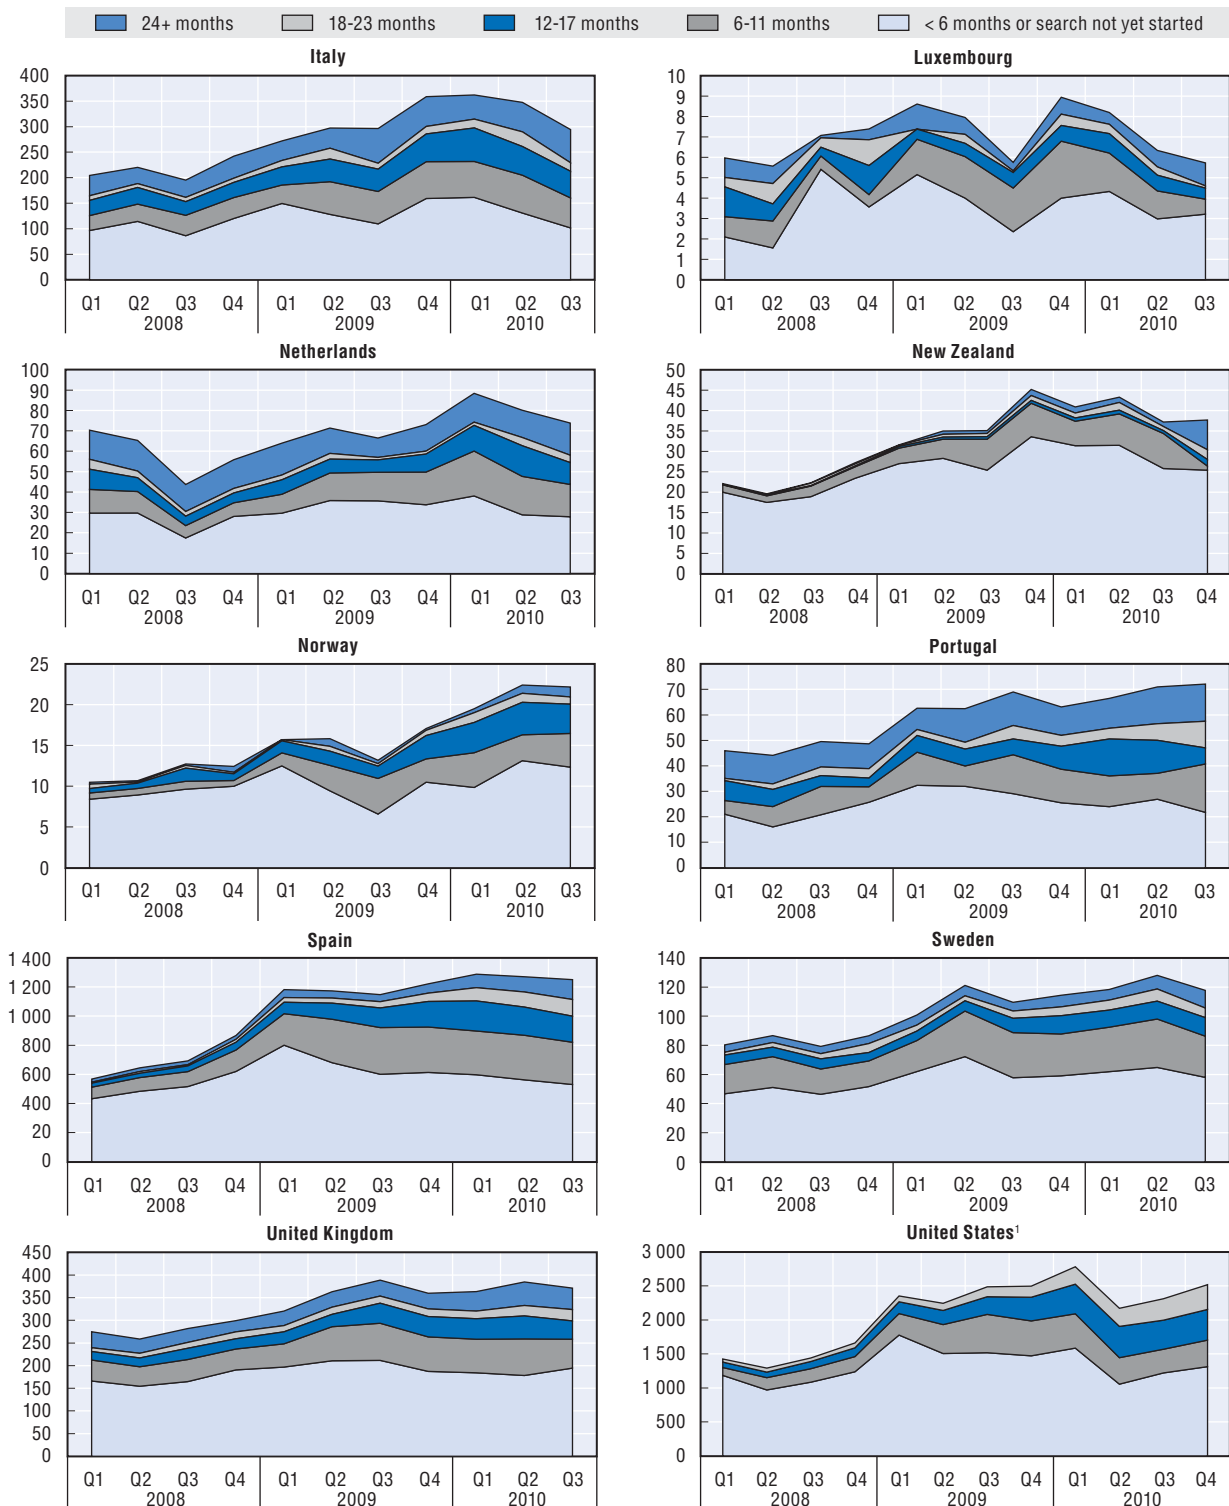 24+ months 18-23 months 12-17 months 6-11 months < 6 months or search not yet started
Italy
400
350
300
250
200
150
100
50
0
Q1 Q2 Q3 Q4 Q1 Q2 Q3 Q4 Q1 Q2 Q3
2008 2009 2010
Luxembourg
10
9
8
7
6
5
4
3
2
1
0
Q1 Q2 Q3 Q4 Q1 Q2 Q3 Q4 Q1 Q2 Q3
2008 2009 2010
Netherlands
100
90
80
70
60
50
40
30
20
10
0
Q1 Q2 Q3 Q4 Q1 Q2 Q3 Q4 Q1 Q2 Q3
2008 2009 2010
New Zealand
50
45
40
35
30
25
20
15
10
5
0
Q1 Q2 Q3 Q4 Q1 Q2 Q3 Q4 Q1 Q2 Q3 Q4
2008 2009 2010
Norway
25
20
15
10
5
0
Q1 Q2 Q3 Q4 Q1 Q2 Q3 Q4 Q1 Q2 Q3
2008 2009 2010
Portugal
80
70
60
50
40
30
20
10
0
Q1 Q2 Q3 Q4 Q1 Q2 Q3 Q4 Q1 Q2 Q3
2008 2009 2010
Spain
1 400
1 200
1 000
800
600
400
20
0
Q1 Q2 Q3 Q4 Q1 Q2 Q3 Q4 Q1 Q2 Q3
2008 2009 2010
Sweden
140
120
100
80
60
40
20
0
Q1 Q2 Q3 Q4 Q1 Q2 Q3 Q4 Q1 Q2 Q3
2008 2009 2010
United Kingdom
450
400
350
300
250
200
150
100
50
0
Q1 Q2 Q3 Q4 Q1 Q2 Q3 Q4 Q1 Q2 Q3
2008 2009 2010
United States¹
3 000
2 500
2 000
1 500
1 000
500
0
Q1 Q2 Q3 Q4 Q1 Q2 Q3 Q4 Q1 Q2 Q3 Q4
2008 2009 2010